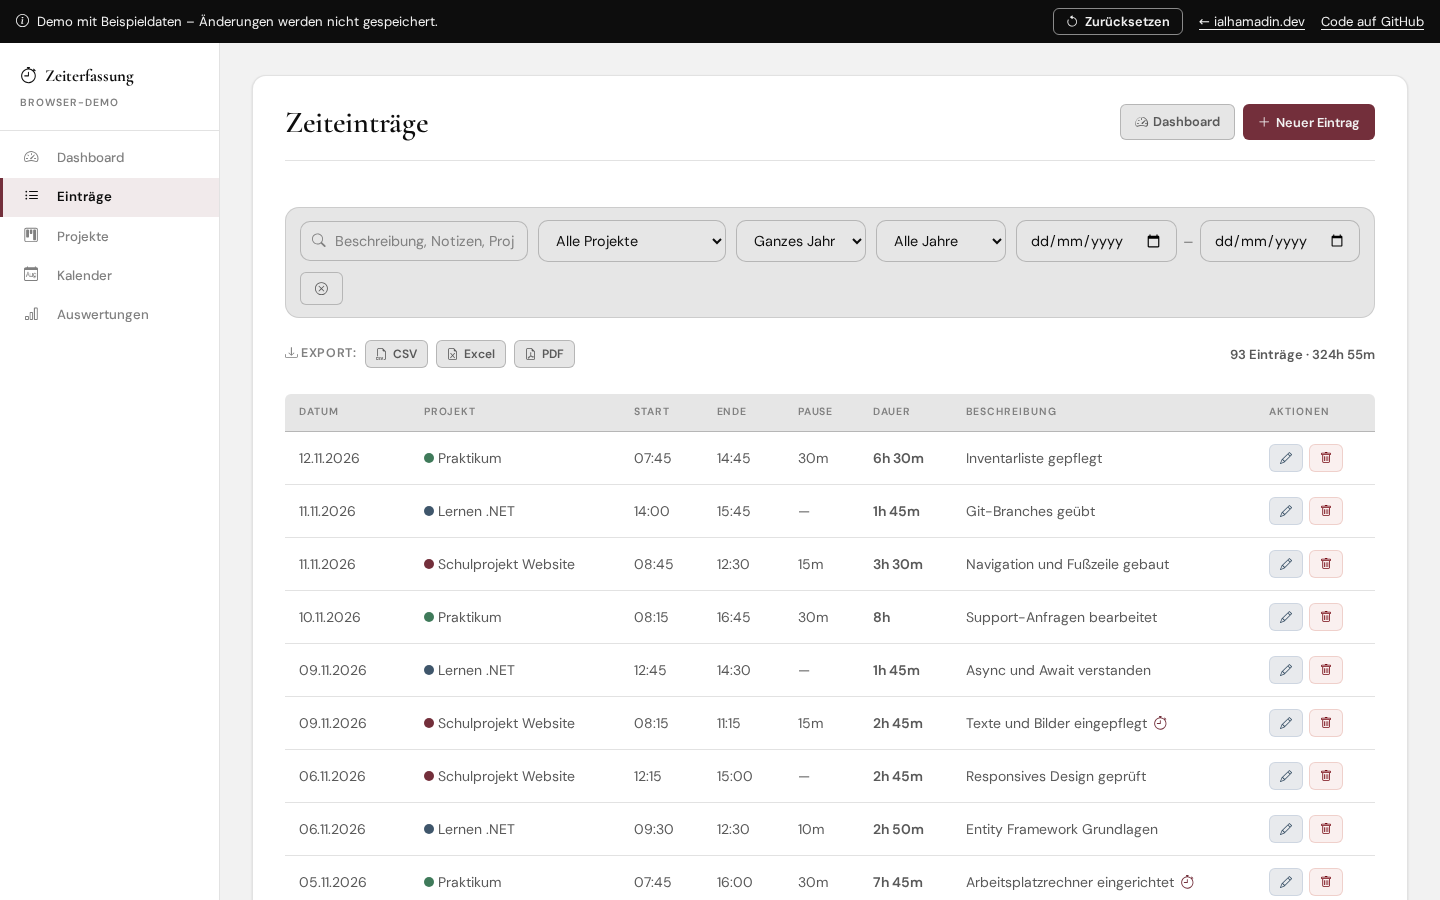 Demo mit Beispieldaten – Änderungen werden nicht gespeichert.
Zurücksetzen
← ialhamadin.dev
Code auf GitHub
Zeiterfassung
BROWSER-DEMO
Dashboard
Einträge
Projekte
Kalender
Auswertungen
Zeiteinträge
Dashboard
Neuer Eintrag
Beschreibung, Notizen, Proj
Alle Projekte
Ganzes Jahr
Alle Jahre
dd/mm/yyyy
–
dd/mm/yyyy
EXPORT: CSV Excel PDF
93 Einträge · 324h 55m
DATUM PROJEKT START ENDE PAUSE DAUER BESCHREIBUNG AKTIONEN
12.11.2026 Praktikum 07:45 14:45 30m 6h 30m Inventarliste gepflegt
11.11.2026 Lernen .NET 14:00 15:45 — 1h 45m Git-Branches geübt
11.11.2026 Schulprojekt Website 08:45 12:30 15m 3h 30m Navigation und Fußzeile gebaut
10.11.2026 Praktikum 08:15 16:45 30m 8h Support-Anfragen bearbeitet
09.11.2026 Lernen .NET 12:45 14:30 — 1h 45m Async und Await verstanden
09.11.2026 Schulprojekt Website 08:15 11:15 15m 2h 45m Texte und Bilder eingepflegt
06.11.2026 Schulprojekt Website 12:15 15:00 — 2h 45m Responsives Design geprüft
06.11.2026 Lernen .NET 09:30 12:30 10m 2h 50m Entity Framework Grundlagen
05.11.2026 Praktikum 07:45 16:00 30m 7h 45m Arbeitsplatzrechner eingerichtet